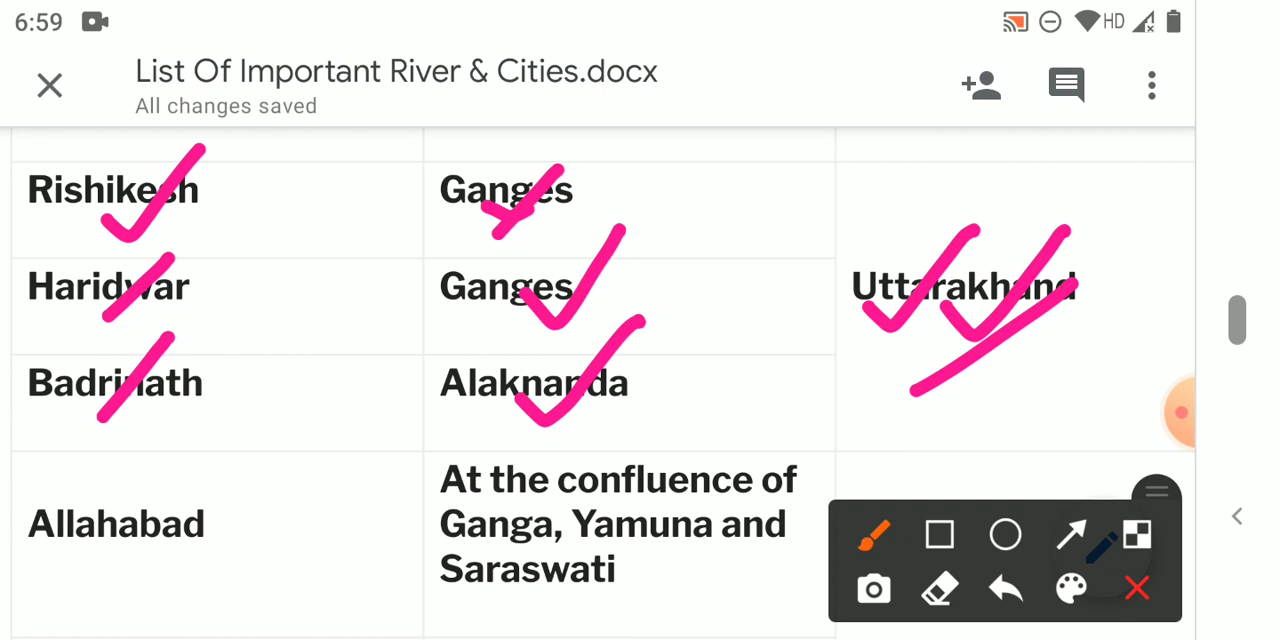 6:59
HD
List Of Important River & Cities.docx
All changes saved
Rishikesh
Ganges
Haridwar
Ganges
Uttarakhand
Badrinath
Alaknanda
Allahabad
At the confluence of
Ganga, Yamuna and
Saraswati